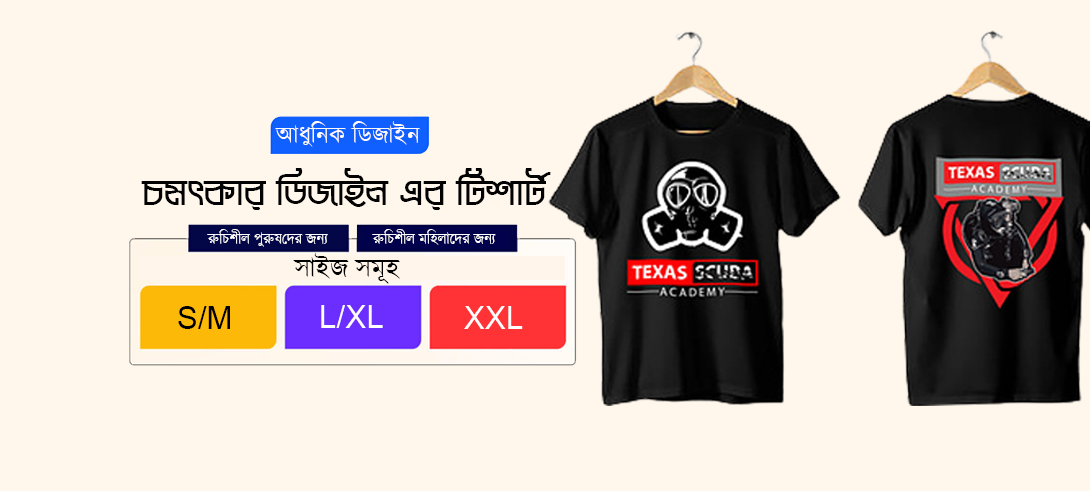 আধুনিক ডিজাইন
চমৎকার ডিজাইন এর টিশার্ট
রুচিশীল পুরুষদের জন্য
রুচিশীল মহিলাদের জন্য
সাইজ সমূহ
S/M
L/XL
XXL
TEXAS SCUBA
ACADEMY
TEXAS SCUBA
ACADEMY